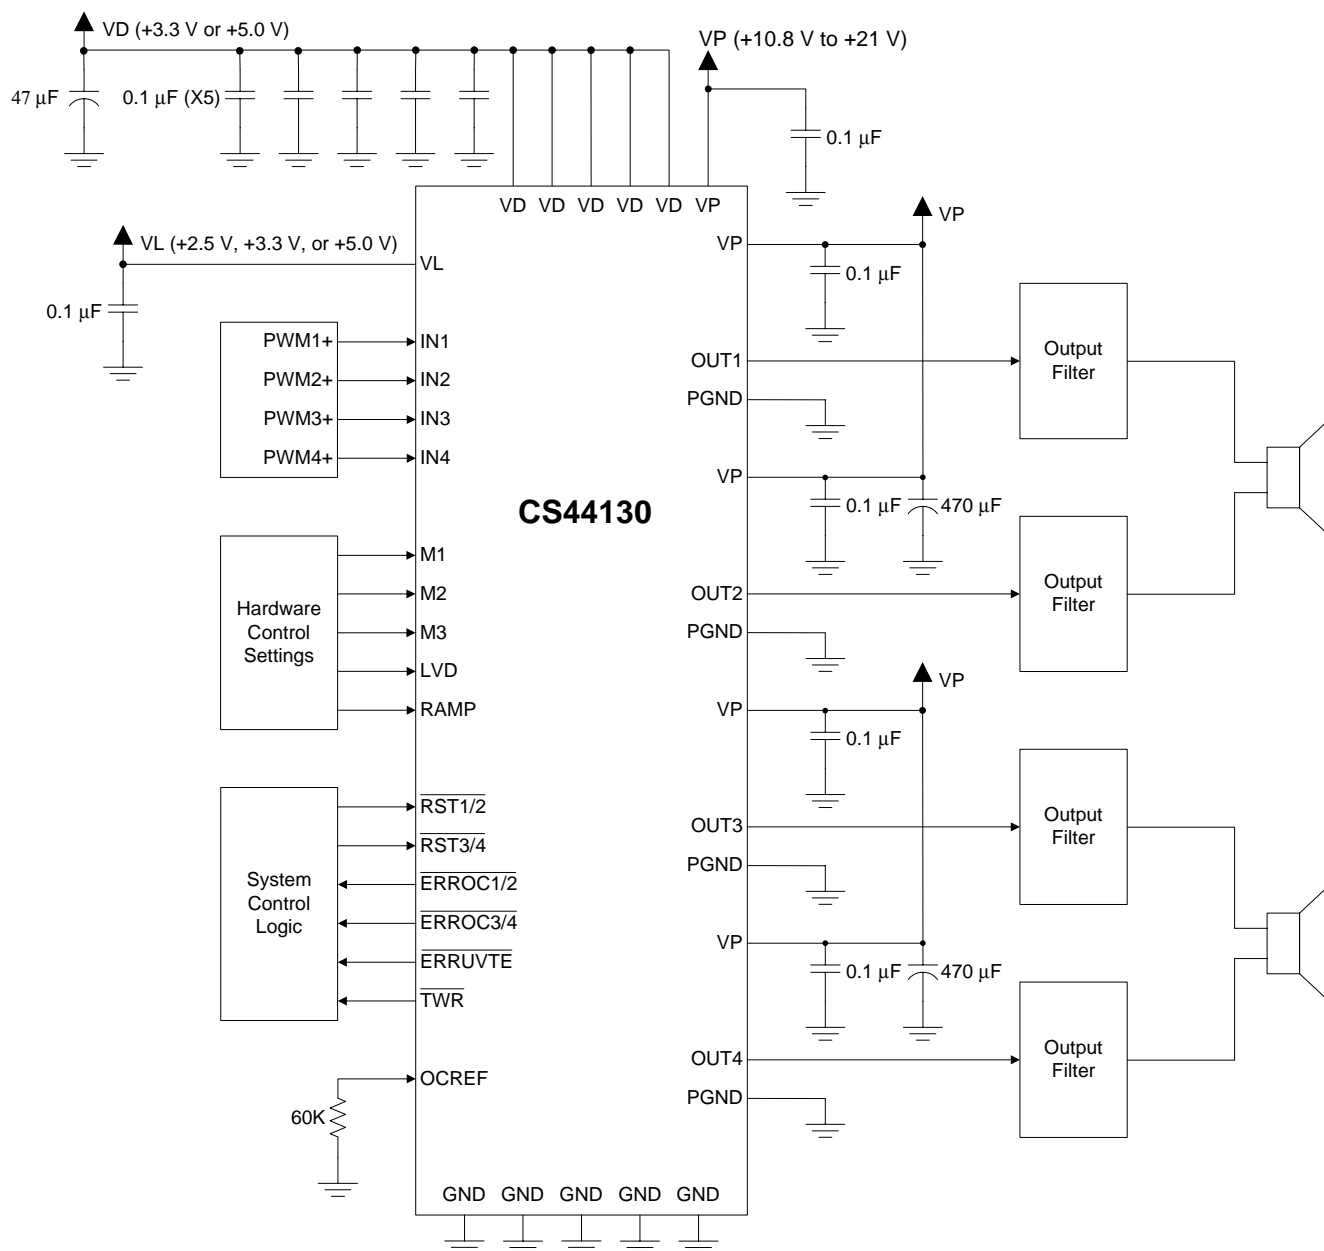 VD (+3.3 V or +5.0 V)
VP (+10.8 V to +21 V)
47 µF
0.1 µF (X5)
0.1 µF
VD VD VD VD VD VP
VP
VP
VL (+2.5 V, +3.3 V, or +5.0 V)
VL
0.1 µF
0.1 µF
PWM1+
IN1
PWM2+
IN2
PWM3+
IN3
PWM4+
IN4
OUT1
Output
Filter
PGND
VP
0.1 µF
470 µF
CS44130
M1
M2
M3
LVD
RAMP
Hardware
Control
Settings
OUT2
Output
Filter
PGND
VP
VP
0.1 µF
RST1/2
RST3/4
ERROC1/2
ERROC3/4
ERRUVTE
TWR
System
Control
Logic
OUT3
Output
Filter
PGND
VP
0.1 µF
470 µF
OUT4
Output
Filter
PGND
OCREF
60K
GND GND GND GND GND